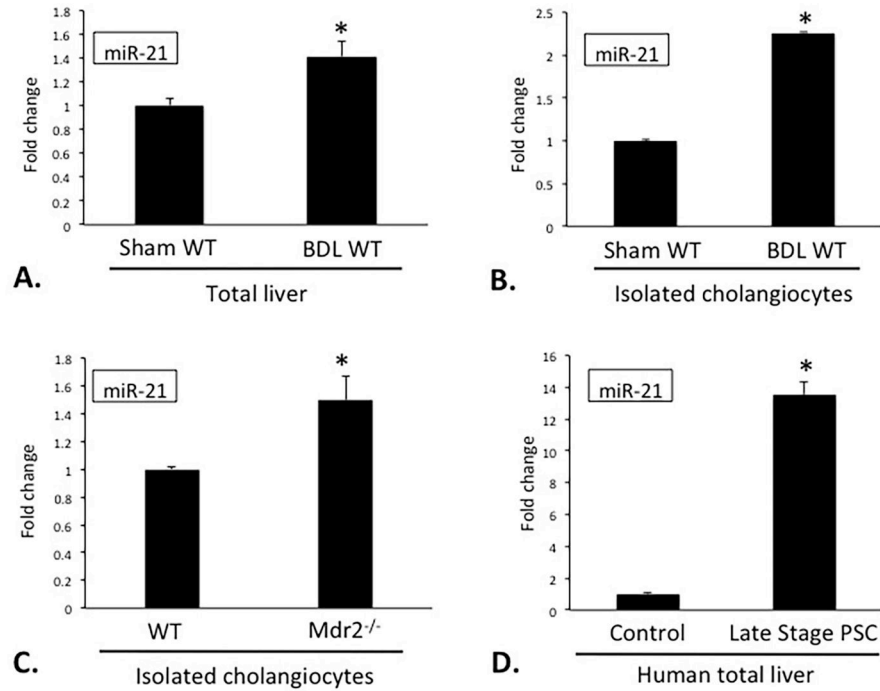 1.8
1.6
1.4
1.2
1
0.8
0.6
0.4
0.2
0
Fold change
miR-21
*
Sham WT BDL WT
A.
Total liver
2.5
2
1.5
1
0.5
0
Fold change
miR-21
*
Sham WT BDL WT
B.
Isolated cholangiocytes
1.8
1.6
1.4
1.2
1
0.8
0.6
0.4
0.2
0
Fold change
miR-21
*
WT Mdr2⁻/⁻
C.
Isolated cholangiocytes
16
14
12
10
8
6
4
2
0
Fold change
miR-21
*
Control Late Stage PSC
D.
Human total liver